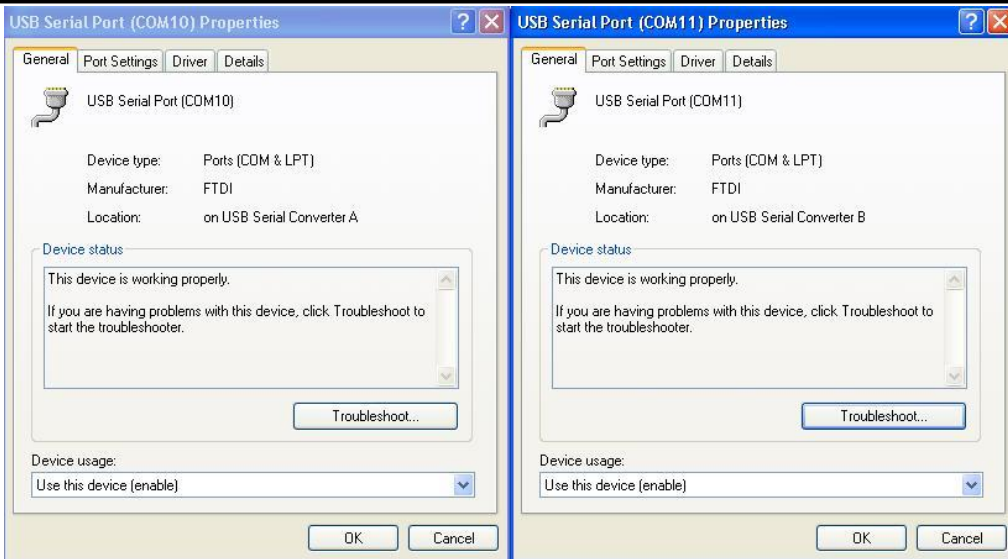 USB Serial Port (COM10) Properties
General Port Settings Driver Details
USB Serial Port (COM10)
Device type: Ports (COM & LPT)
Manufacturer: FTDI
Location: on USB Serial Converter A
Device status
This device is working properly.
If you are having problems with this device, click Troubleshoot to
start the troubleshooter.
Troubleshoot...
Device usage:
Use this device (enable)
OK Cancel
USB Serial Port (COM11) Properties
General Port Settings Driver Details
USB Serial Port (COM11)
Device type: Ports (COM & LPT)
Manufacturer: FTDI
Location: on USB Serial Converter B
Device status
This device is working properly.
If you are having problems with this device, click Troubleshoot to
start the troubleshooter.
Troubleshoot...
Device usage:
Use this device (enable)
OK Cancel